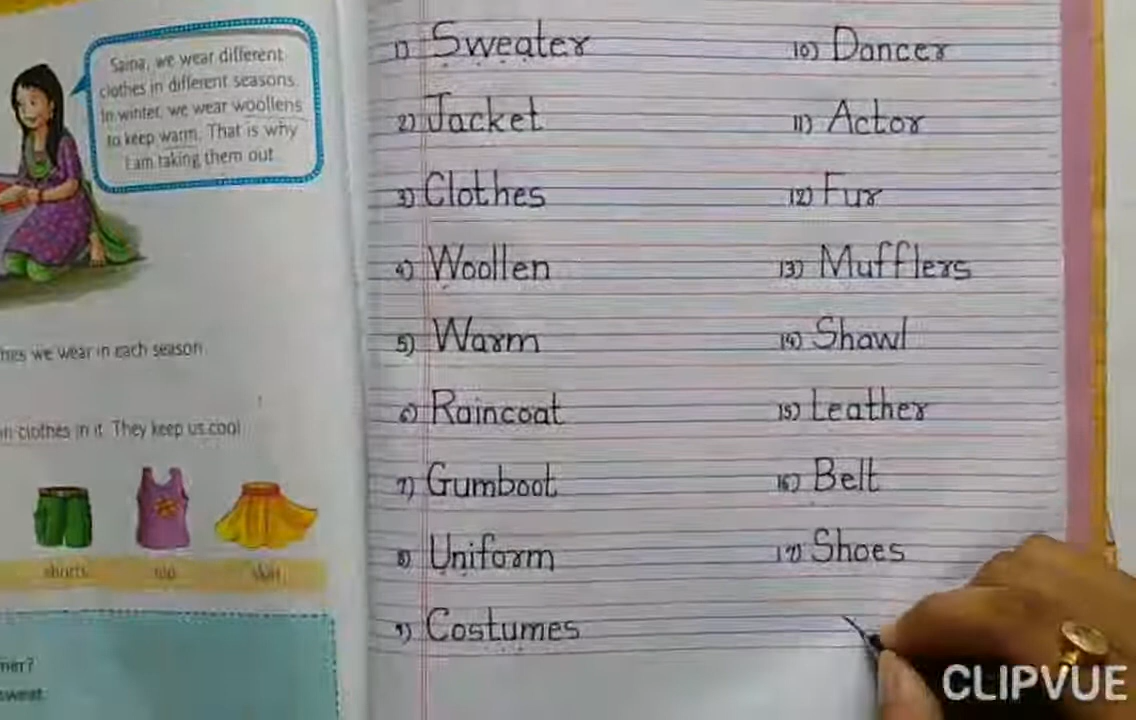 Saina, we wear different
clothes in different seasons.
In winter, we wear woollens
to keep warm. That is why
I am taking them out
hes we wear in each season
n clothes in it. They keep us cool
shorts top skirt
mer?
sweat
1) Sweater
2) Jacket
3) Clothes
4) Woollen
5) Warm
6) Raincoat
7) Gumboot
8) Uniform
9) Costumes
10) Dancer
11) Actor
12) Fur
13) Mufflers
14) Shawl
15) Leather
16) Belt
17) Shoes
CLIPVUE